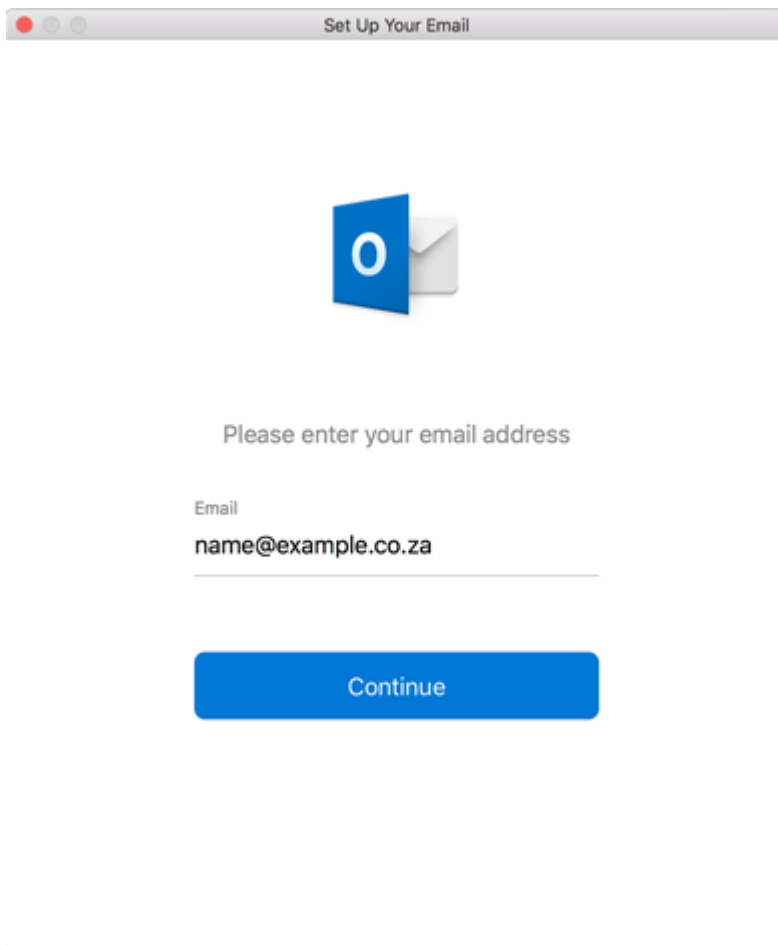 Set Up Your Email
O
Please enter your email address
Email
name@example.co.za
Continue